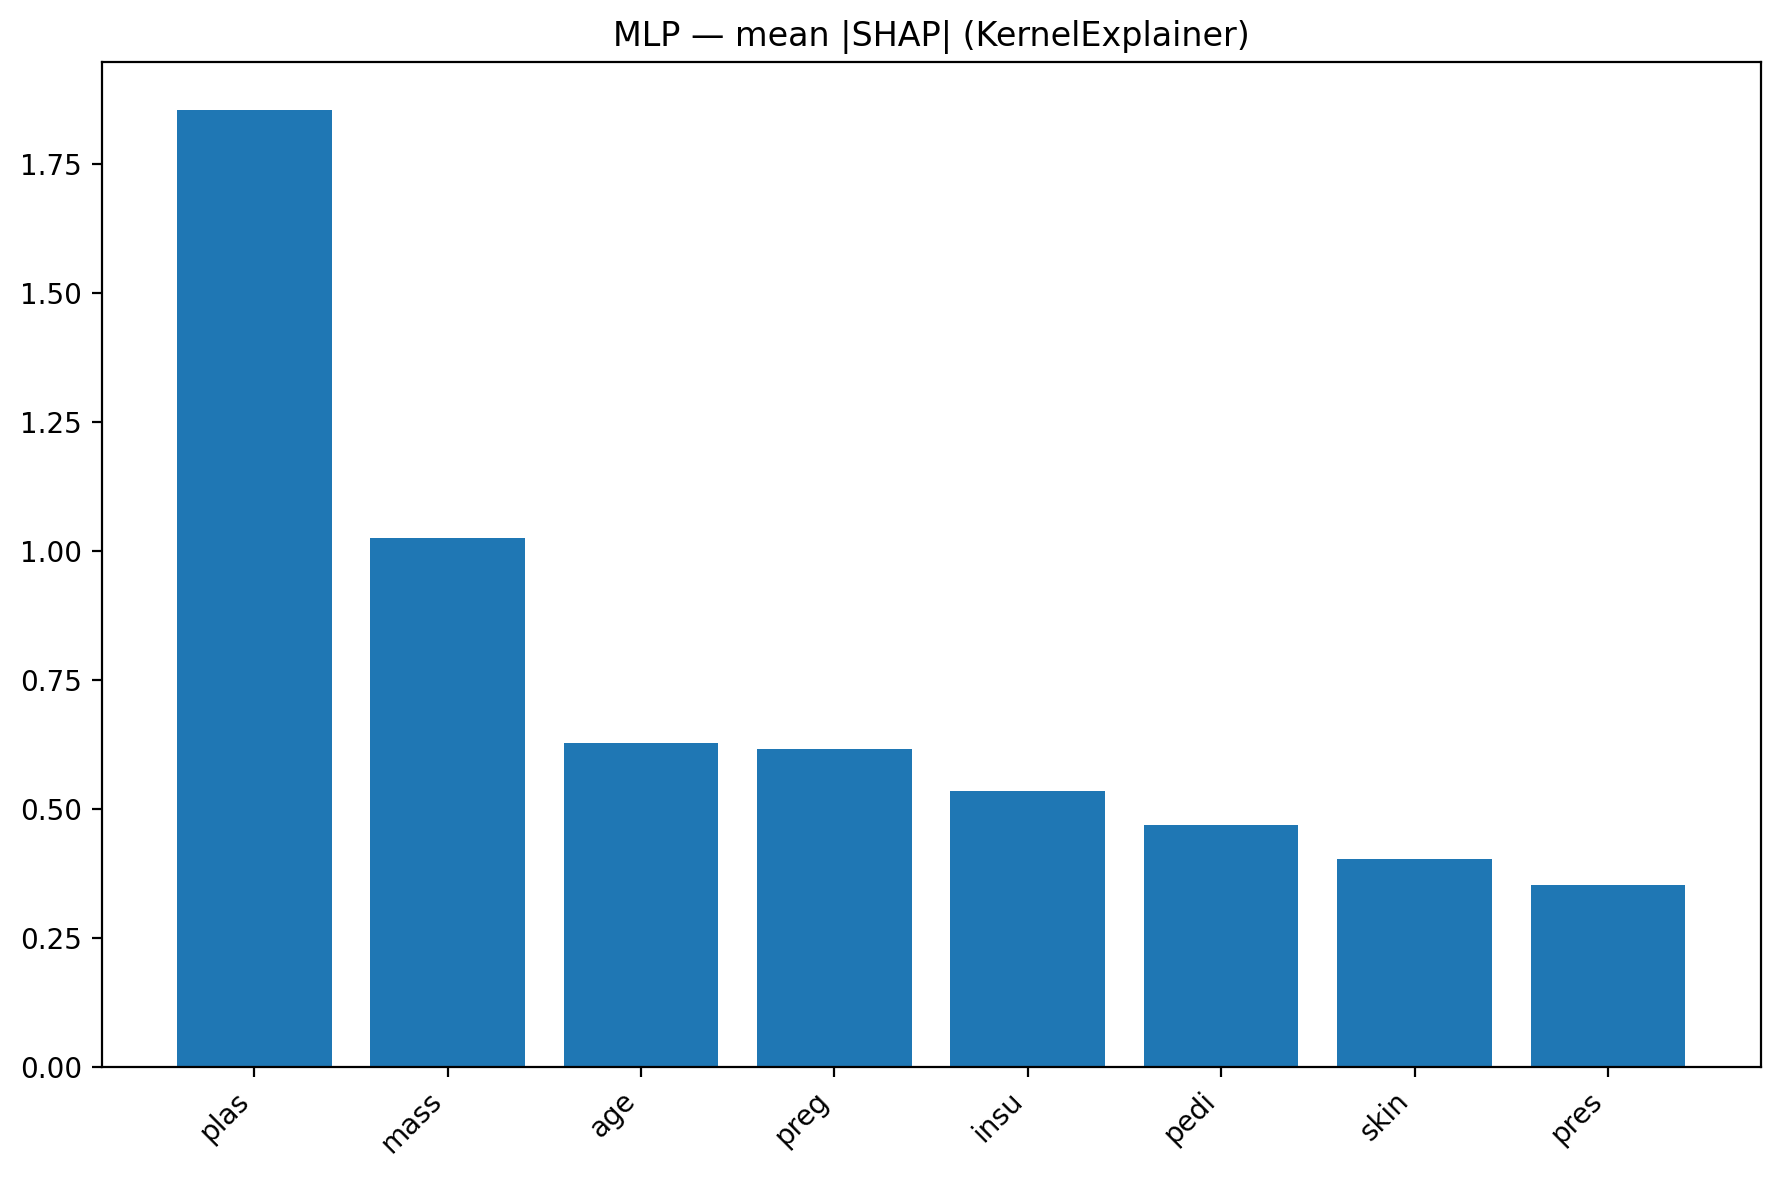 MLP — mean |SHAP| (KernelExplainer)
1.75
1.50
1.25
1.00
0.75
0.50
0.25
0.00
plas
mass
age
preg
insu
pedi
skin
pres